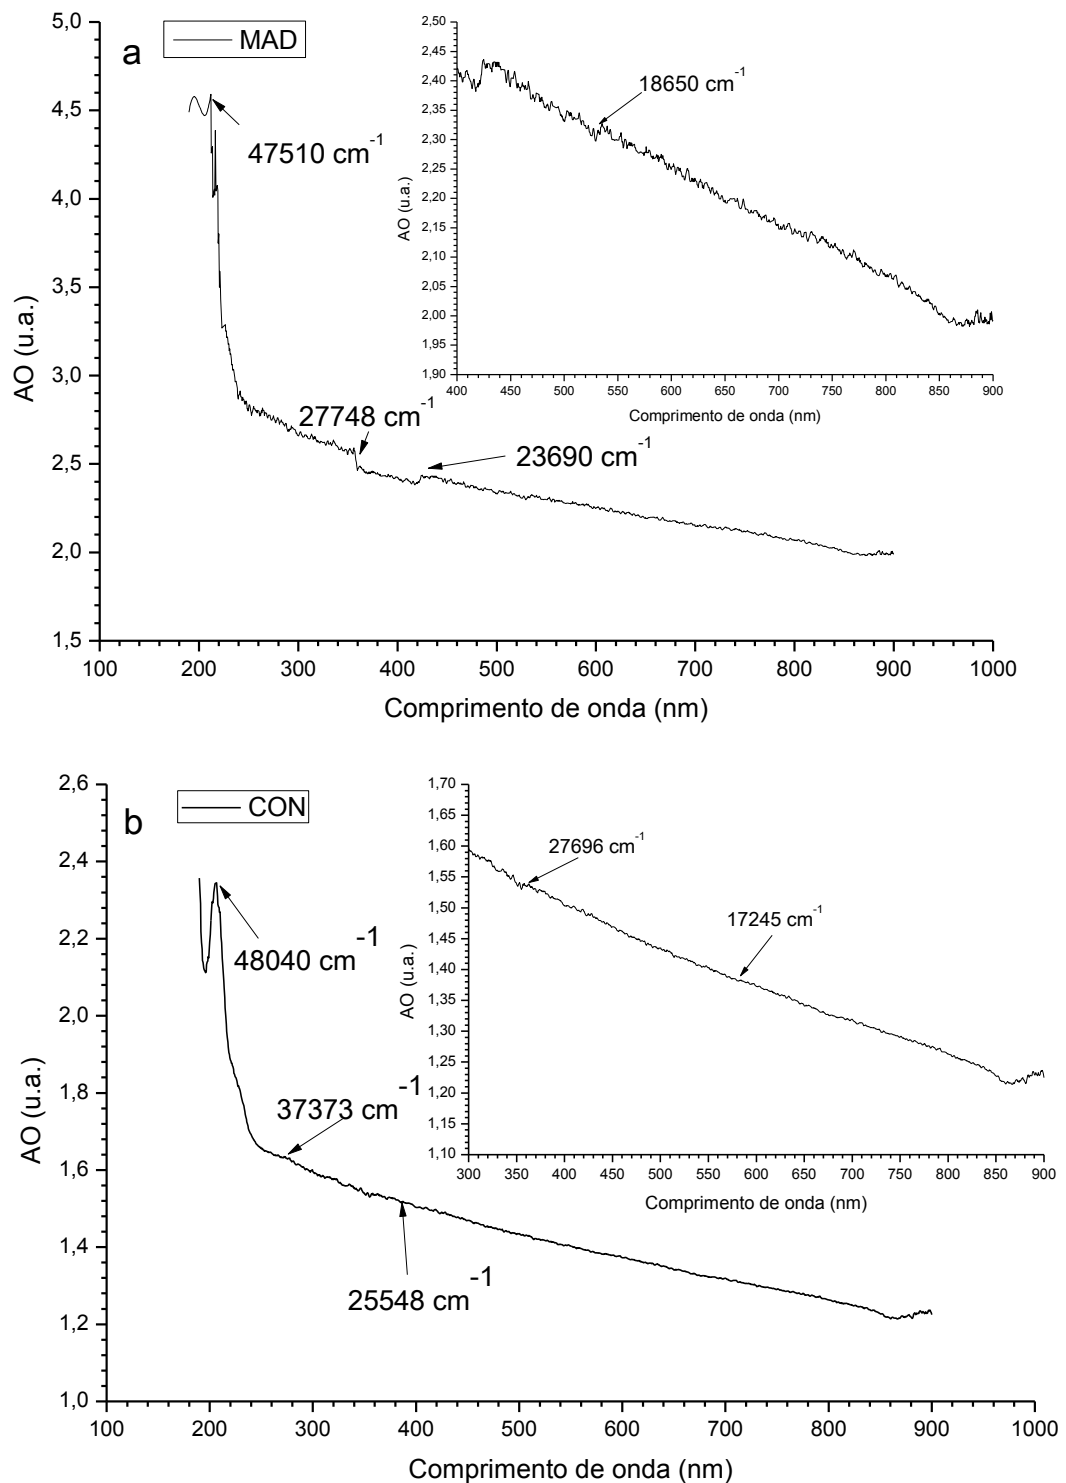 a
MAD
5,0
4,5
4,0
3,5
3,0
2,5
2,0
1,5
AO (u.a.)
47510 cm-1
27748 cm-1
23690 cm-1
100 200 300 400 500 600 700 800 900 1000
Comprimento de onda (nm)
2,50
2,45
2,40
2,35
2,30
2,25
2,20
2,15
2,10
2,05
2,00
1,95
1,90
AO (u.a.)
18650 cm-1
400 450 500 550 600 650 700 750 800 850 900
Comprimento de onda (nm)
b
CON
2,6
2,4
2,2
2,0
1,8
1,6
1,4
1,2
1,0
AO (u.a.)
48040 cm-1
37373 cm-1
25548 cm-1
100 200 300 400 500 600 700 800 900 1000
Comprimento de onda (nm)
1,70
1,65
1,60
1,55
1,50
1,45
1,40
1,35
1,30
1,25
1,20
1,15
1,10
AO (u.a.)
27696 cm-1
17245 cm-1
300 350 400 450 500 550 600 650 700 750 800 850 900
Comprimento de onda (nm)